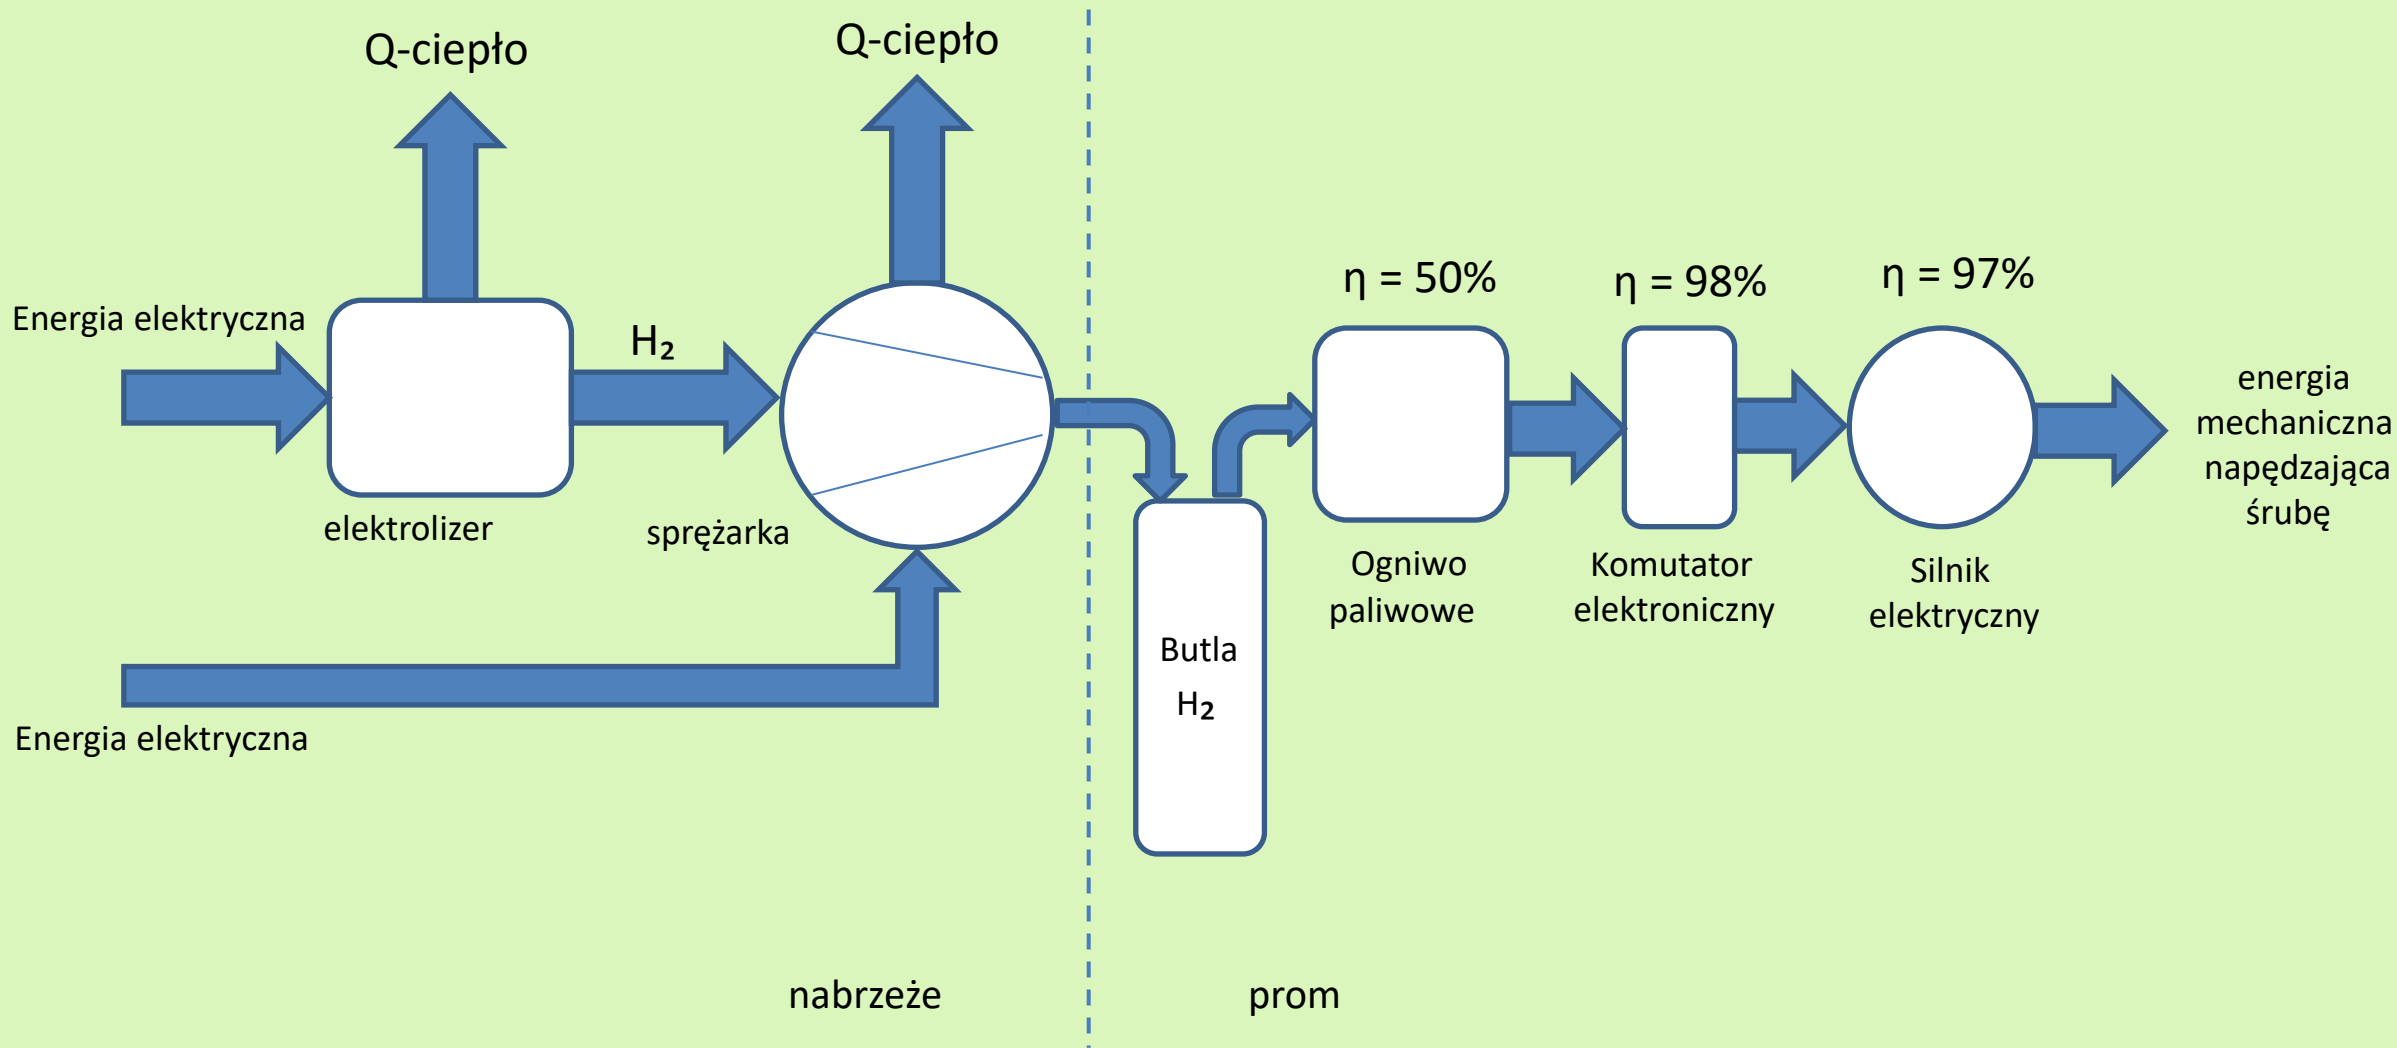 Q-ciepło
Q-ciepło
Energia elektryczna
H₂
elektrolizer
sprężarka
Energia elektryczna
nabrzeże
Butla
H₂
η = 50%
η = 98%
η = 97%
Ogniwo
paliwowe
Komutator
elektroniczny
Silnik
elektryczny
energia
mechaniczna
napędzająca
śrubę
prom